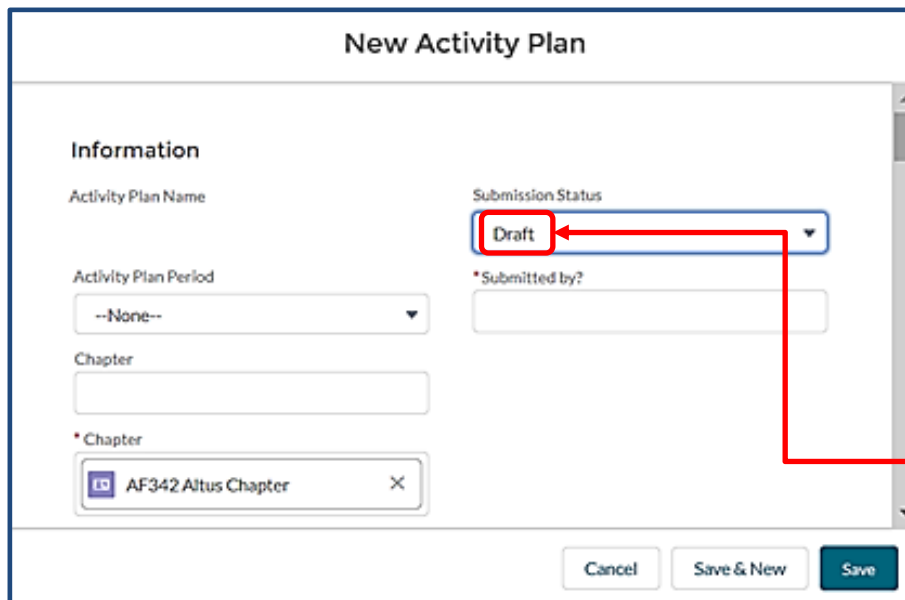 New Activity Plan
Information
Activity Plan Name
Submission Status
Draft
Activity Plan Period
*Submitted by?
--None--
Chapter
* Chapter
AF342 Altus Chapter
Cancel
Save & New
Save